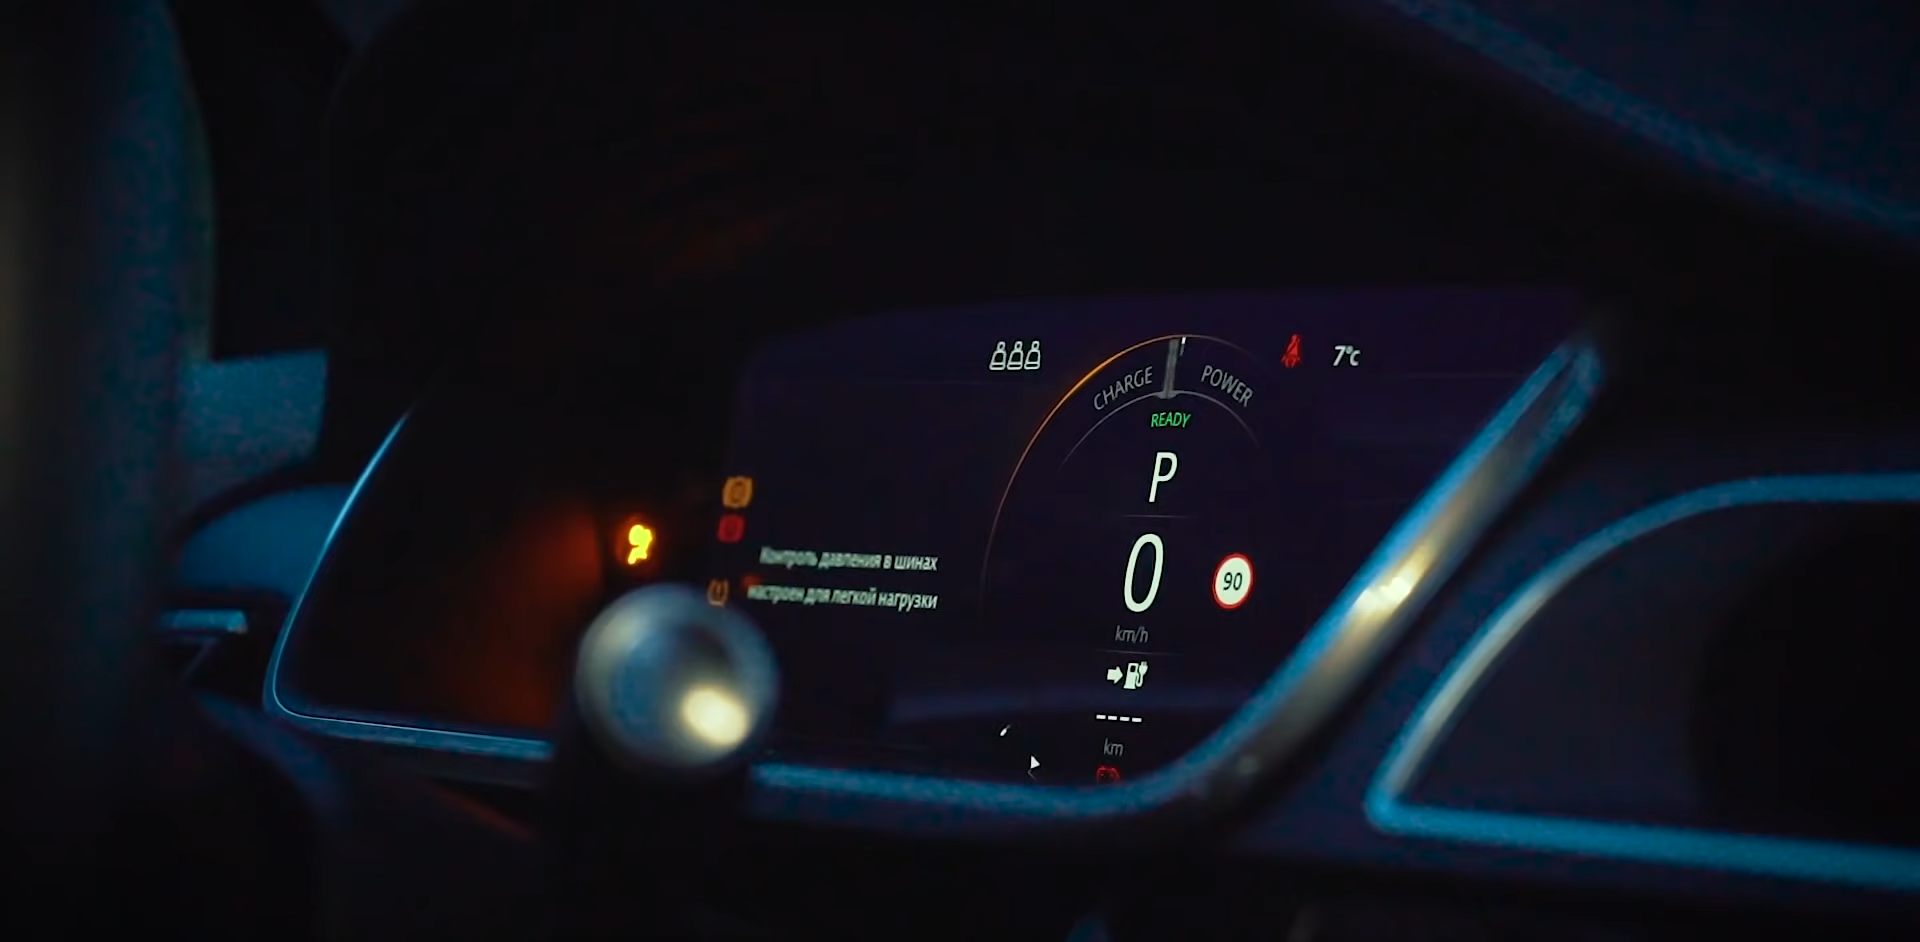 7°c
CHARGE POWER
READY
P
Контроль давления в шинах
настроен для легкой нагрузки
0
90
km/h
----
km